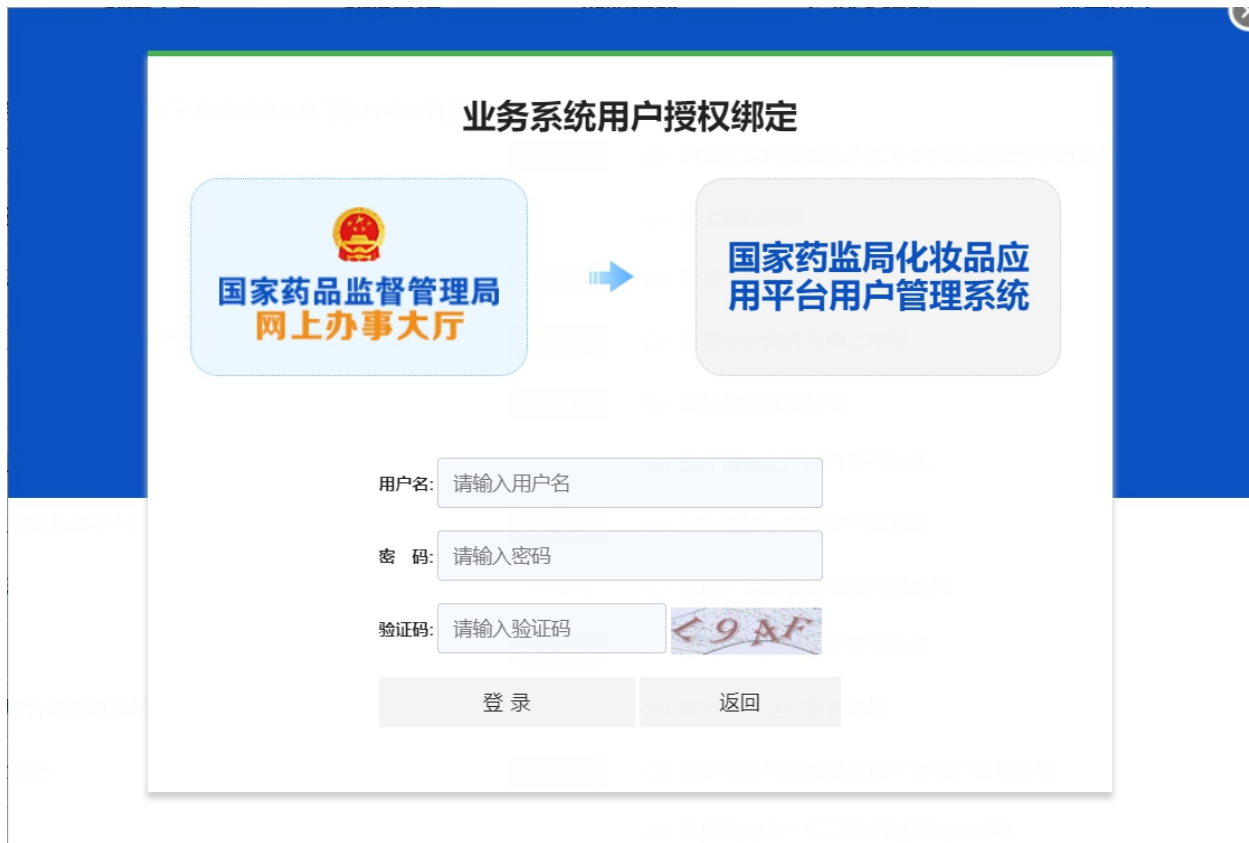 业务系统用户授权绑定
国家药品监督管理局
网上办事大厅
国家药监局化妆品应
用平台用户管理系统
用户名: 请输入用户名
密 码: 请输入密码
验证码: 请输入验证码
登 录 返回